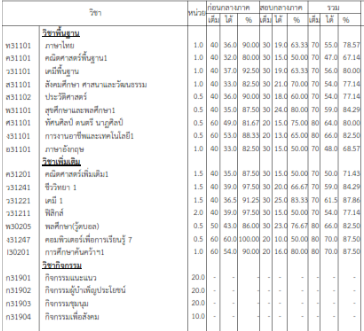 วิชา หน่วย ก่อนกลางภาค สอบกลางภาค รวม
เต็ม ได้ % เต็ม ได้ % เต็ม ได้ %
วิชาพื้นฐาน
ท31101 ภาษาไทย 1.0 40 36.0 90.00 30 19.0 63.33 70 55.0 78.57
ค31101 คณิตศาสตร์พื้นฐาน1 1.0 40 32.0 80.00 30 15.0 50.00 70 47.0 67.14
ว31101 เคมีพื้นฐาน 1.0 40 37.0 92.50 30 19.0 63.33 70 56.0 80.00
ส31101 สังคมศึกษา ศาสนาและวัฒนธรรม 1.0 40 33.0 82.50 30 21.0 70.00 70 54.0 77.14
ส31102 ประวัติศาสตร์ 0.5 40 36.0 90.00 30 18.0 60.00 70 54.0 77.14
พ31101 สุขศึกษาและพลศึกษา1 0.5 40 35.0 87.50 30 24.0 80.00 70 59.0 84.29
ศ31101 ทัศนศิลป์ ดนตรี นาฏศิลป์ 0.5 60 49.0 81.67 20 15.0 75.00 80 64.0 80.00
ง31101 การงานอาชีพและเทคโนโลยี1 0.5 60 53.0 88.33 20 13.0 65.00 80 66.0 82.50
อ31101 ภาษาอังกฤษ 1.0 40 33.0 82.50 30 15.0 50.00 70 48.0 68.57
วิชาเพิ่มเติม
ค31201 คณิตศาสตร์เพิ่มเติม1 1.5 40 35.0 87.50 30 15.0 50.00 70 50.0 71.43
ว31241 ชีววิทยา 1 1.5 40 39.0 97.50 30 20.0 66.67 70 59.0 84.29
ว31221 เคมี 1 1.5 40 36.5 91.25 30 25.0 83.33 70 61.5 87.86
ว31211 ฟิสิกส์ 2.0 40 39.0 97.50 30 15.0 50.00 70 54.0 77.14
พ30205 พลศึกษา(วู้ดบอล) 0.5 50 43.0 86.00 30 23.0 76.67 80 66.0 82.50
ง31247 คอมพิวเตอร์เพื่อการเรียนรู้ 7 0.5 60 60.0 100.00 20 10.0 50.00 80 70.0 87.50
I30201 การศึกษาค้นคว้าฯ1 1.0 60 54.0 90.00 20 16.0 80.00 80 70.0 87.50
วิชากิจกรรม
ก31901 กิจกรรมแนะแนว 20.0 - - - - - - - - -
ก31902 กิจกรรมผู้บำเพ็ญประโยชน์ 20.0 - - - - - - - - -
ก31903 กิจกรรมชุมนุม 20.0 - - - - - - - - -
ก31904 กิจกรรมเพื่อสังคม 10.0 - - - - - - - - -